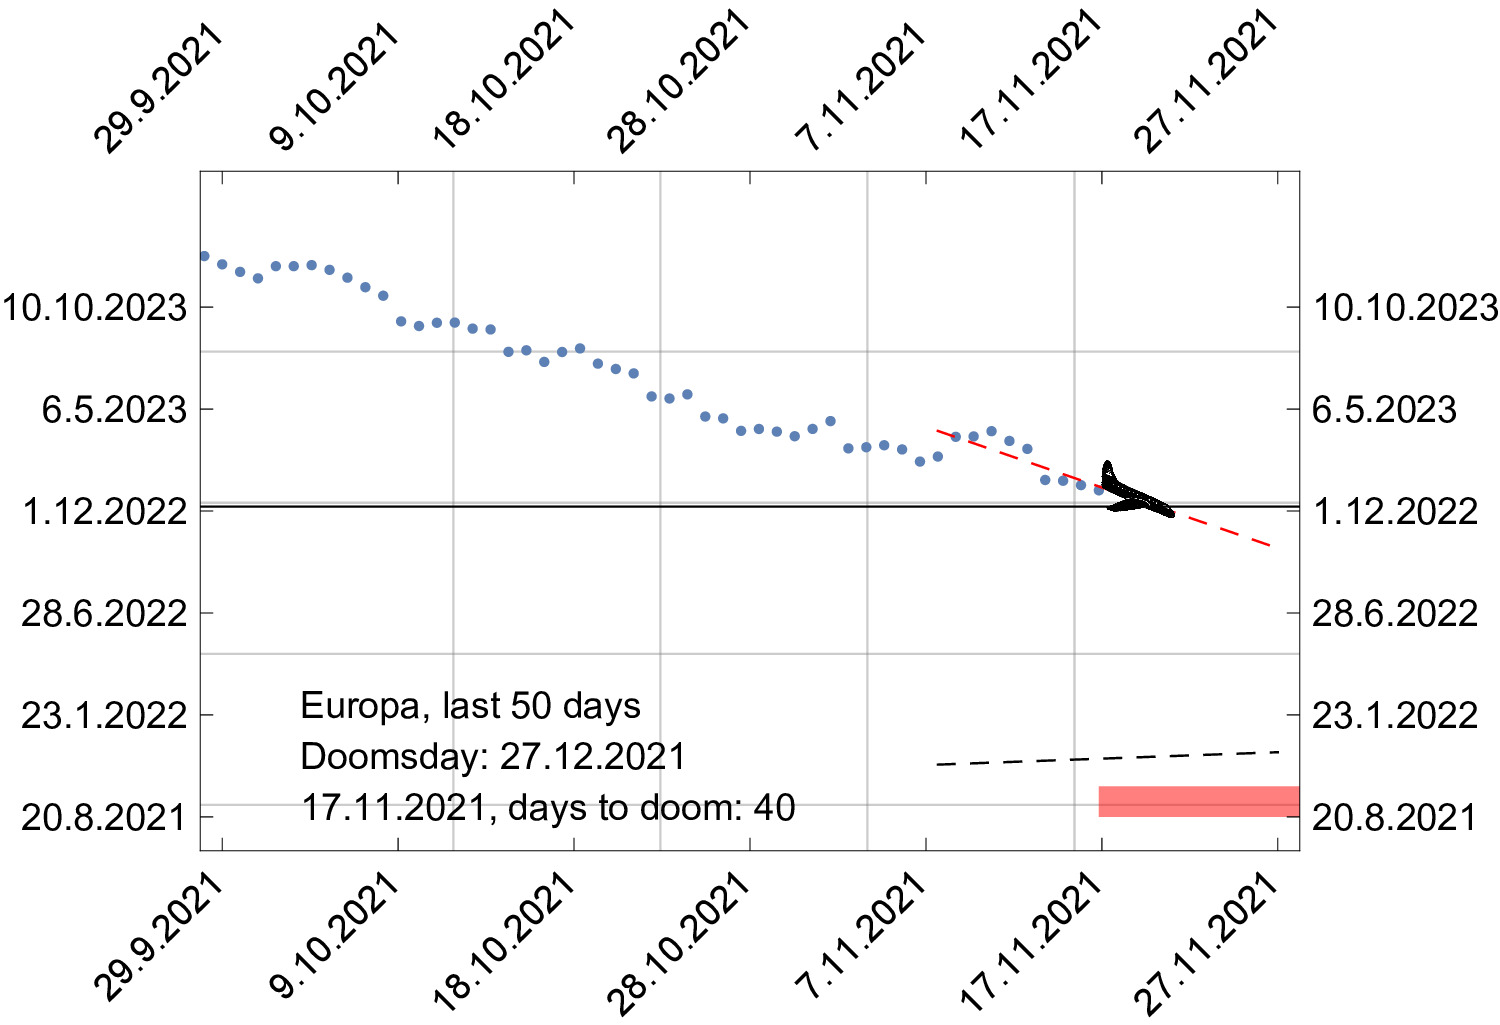 29.9.2021 9.10.2021 18.10.2021 28.10.2021 7.11.2021 17.11.2021 27.11.2021
10.10.2023 10.10.2023
6.5.2023 6.5.2023
1.12.2022 1.12.2022
28.6.2022 28.6.2022
Europa, last 50 days
23.1.2022 23.1.2022
Doomsday: 27.12.2021
17.11.2021, days to doom: 40
20.8.2021 20.8.2021
29.9.2021 9.10.2021 18.10.2021 28.10.2021 7.11.2021 17.11.2021 27.11.2021